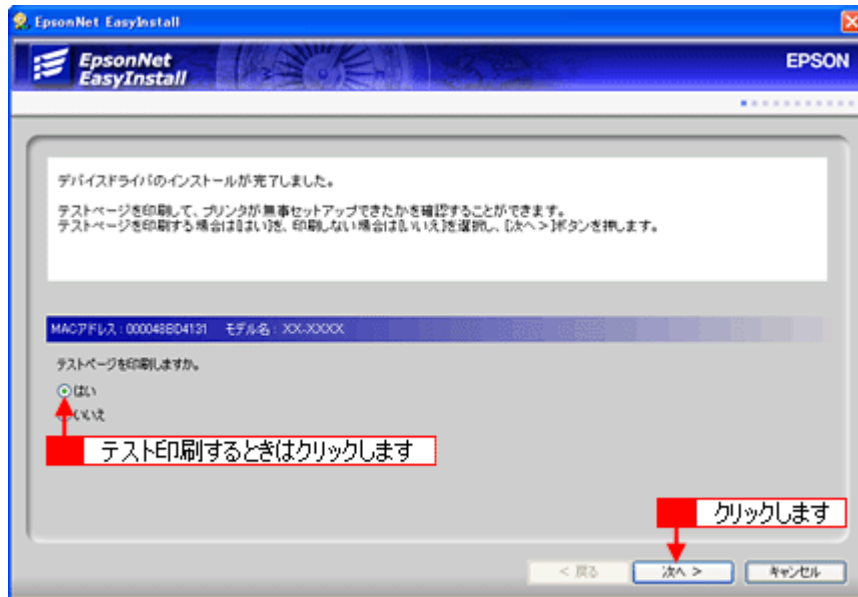 EpsonNet EasyInstall
EpsonNet
EasyInstall
EPSON
デバイスドライバのインストールが完了しました。
テストページを印刷して、プリンタが無事セットアップできたかを確認することができます。
テストページを印刷する場合は[はい]を、印刷しない場合は[いいえ]を選択し、[次へ >]ボタンを押します。
MACアドレス : 000048BD4131 モデル名 : XX-XXXX
テストページを印刷しますか。
はい
いいえ
テスト印刷するときはクリックします
クリックします
< 戻る 次へ > キャンセル